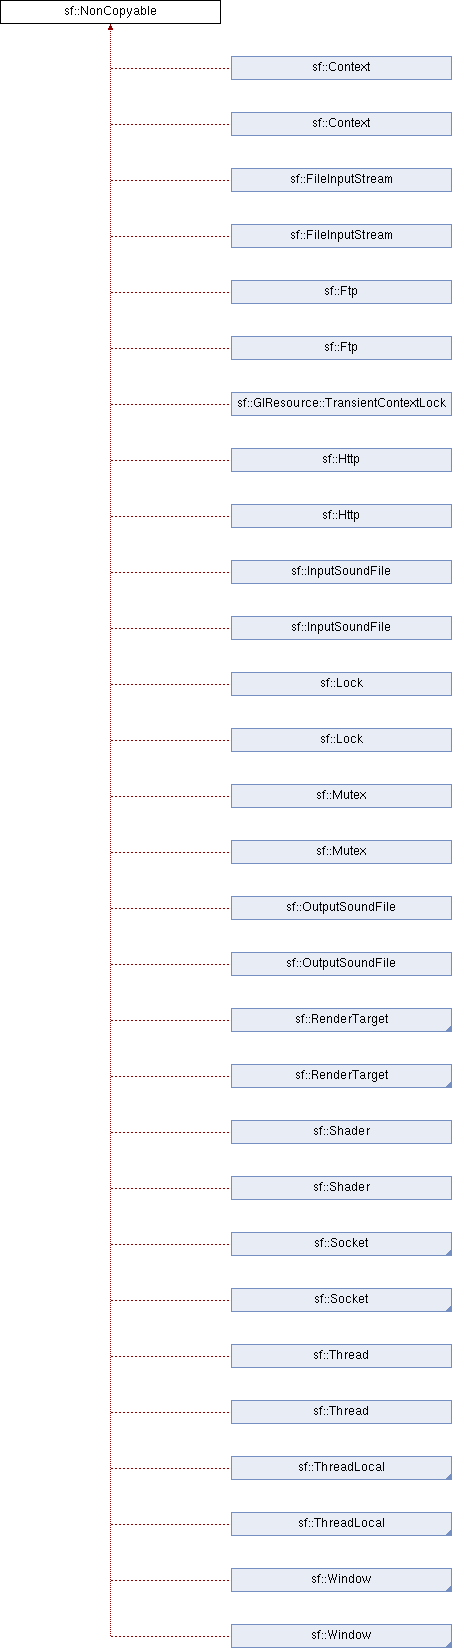 sf::NonCopyable
sf::Context
sf::Context
sf::FileInputStream
sf::FileInputStream
sf::Ftp
sf::Ftp
sf::GlResource::TransientContextLock
sf::Http
sf::Http
sf::InputSoundFile
sf::InputSoundFile
sf::Lock
sf::Lock
sf::Mutex
sf::Mutex
sf::OutputSoundFile
sf::OutputSoundFile
sf::RenderTarget
sf::RenderTarget
sf::Shader
sf::Shader
sf::Socket
sf::Socket
sf::Thread
sf::Thread
sf::ThreadLocal
sf::ThreadLocal
sf::Window
sf::Window